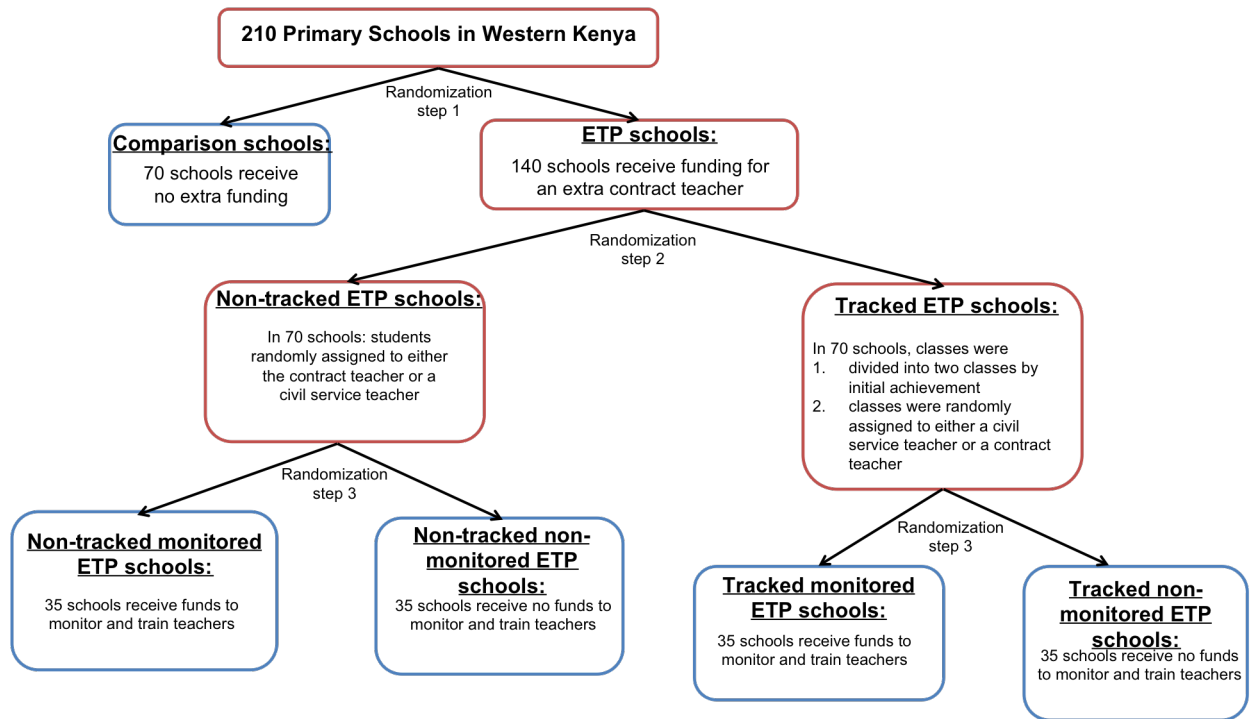 210 Primary Schools in Western Kenya
Randomization
step 1
Comparison schools:
70 schools receive
no extra funding
ETP schools:
140 schools receive funding for
an extra contract teacher
Randomization
step 2
Non-tracked ETP schools:
In 70 schools: students
randomly assigned to either
the contract teacher or a
civil service teacher
Tracked ETP schools:
In 70 schools, classes were
1. divided into two classes by
initial achievement
2. classes were randomly
assigned to either a civil
service teacher or a contract
teacher
Randomization
step 3
Non-tracked monitored
ETP schools:
35 schools receive funds to
monitor and train teachers
Non-tracked non-
monitored ETP
schools:
35 schools receive no funds to
monitor and train teachers
Randomization
step 3
Tracked monitored
ETP schools:
35 schools receive funds to
monitor and train teachers
Tracked non-
monitored ETP
schools:
35 schools receive no funds
to monitor and train teachers